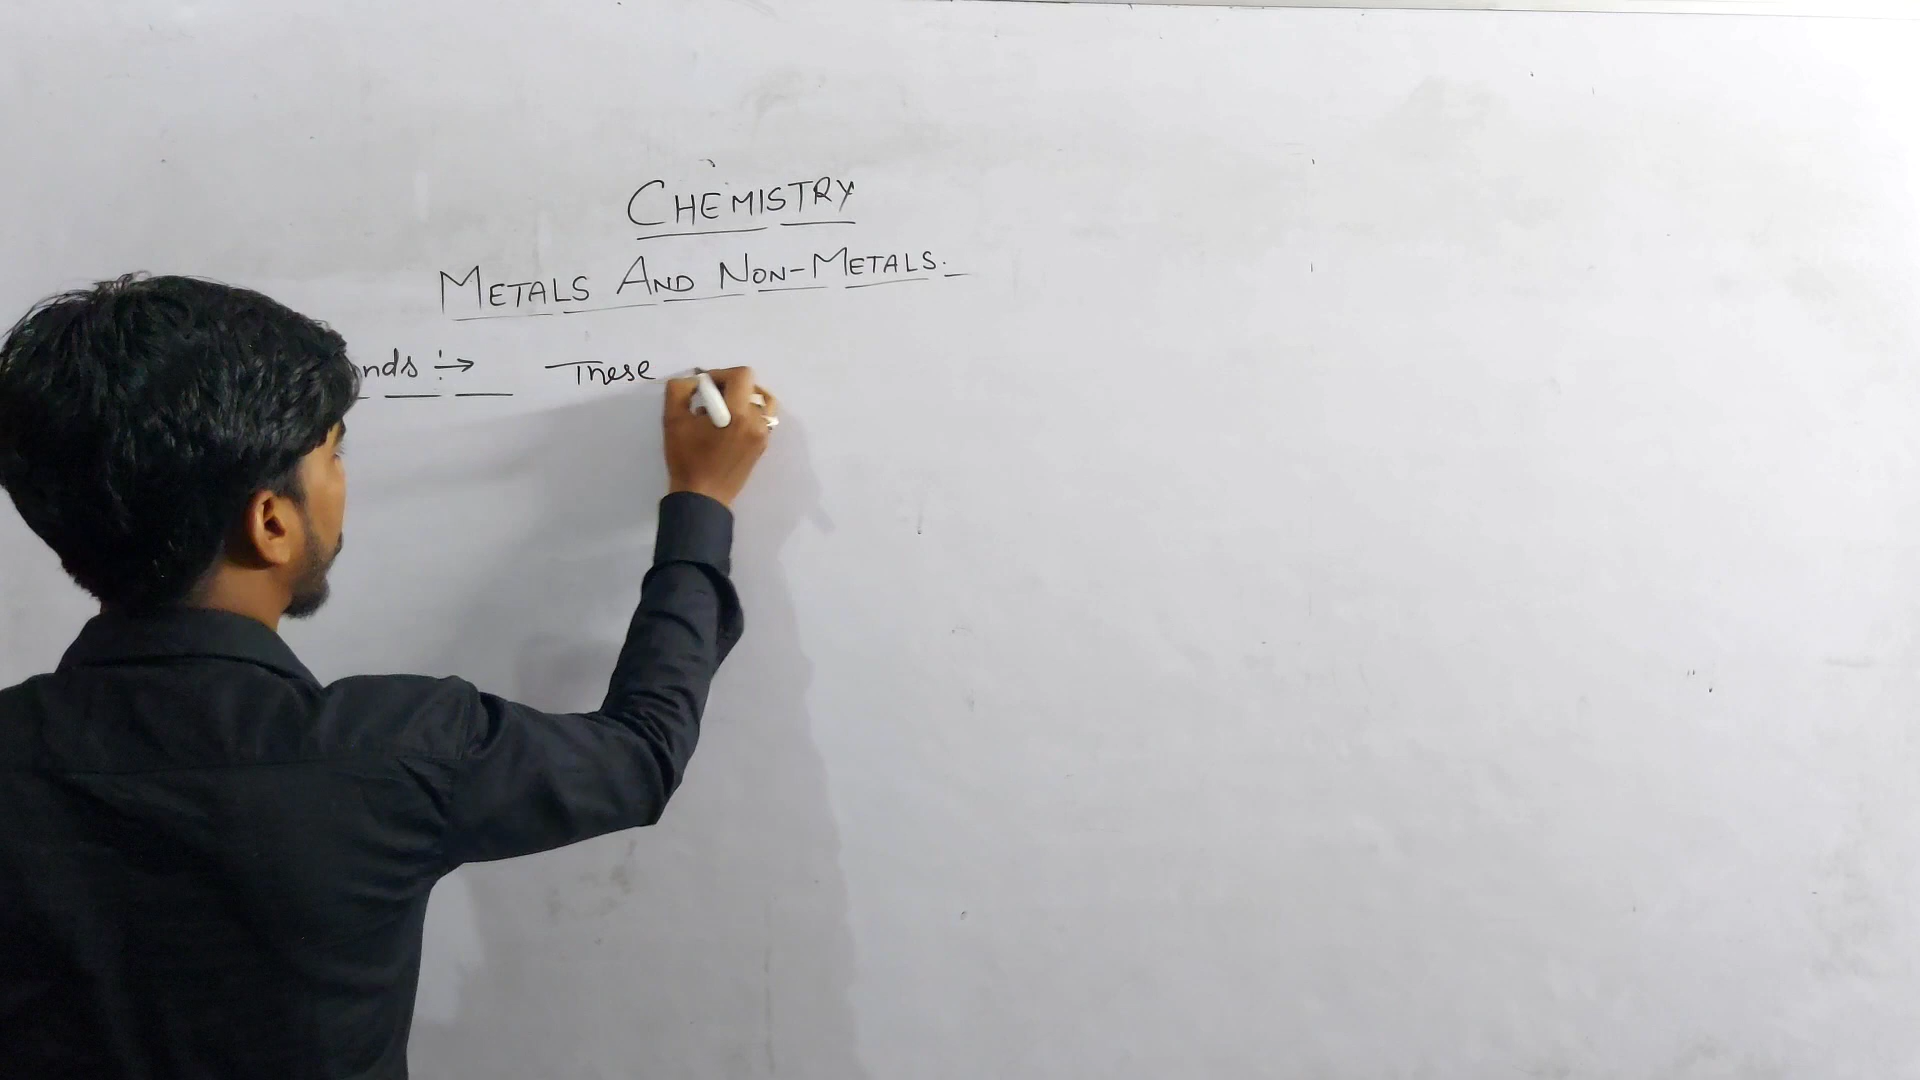 CHEMISTRY
METALS AND NON-METALS.
nds :→ These